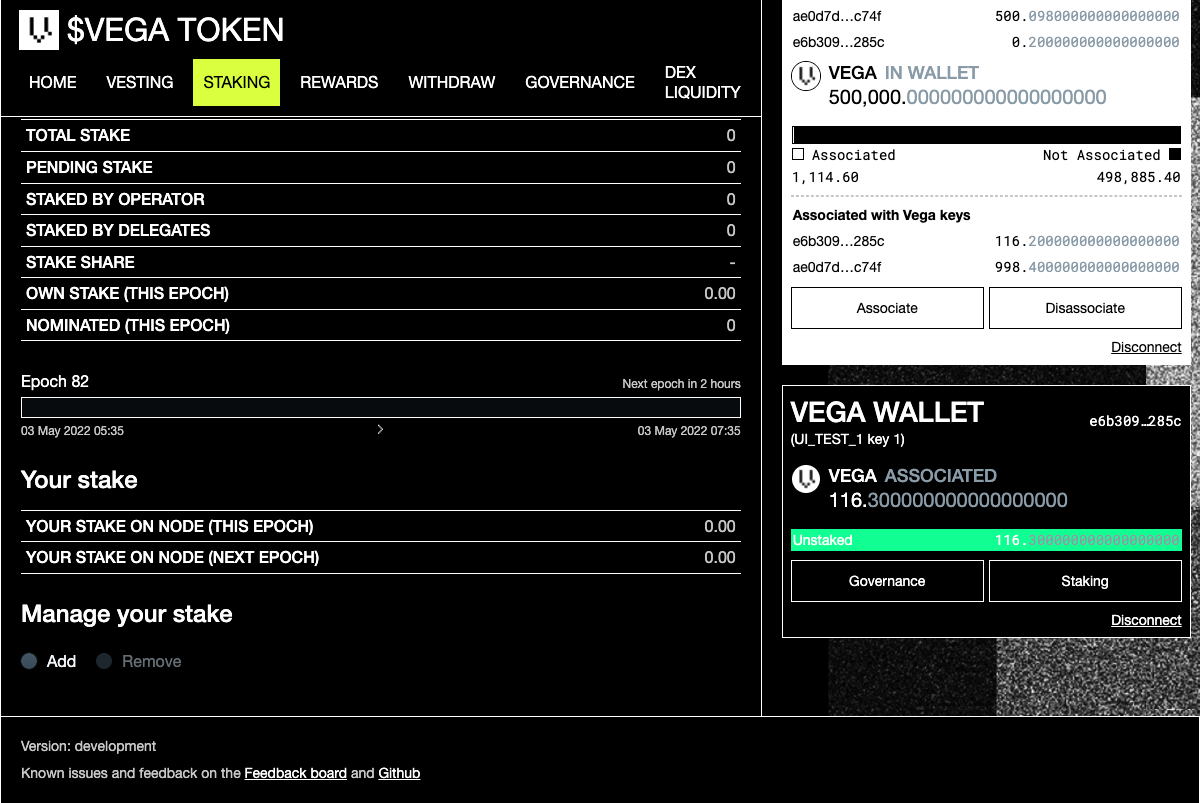 $VEGA TOKEN
HOME VESTING STAKING REWARDS WITHDRAW GOVERNANCE DEX LIQUIDITY
TOTAL STAKE 0
PENDING STAKE 0
STAKED BY OPERATOR 0
STAKED BY DELEGATES 0
STAKE SHARE -
OWN STAKE (THIS EPOCH) 0.00
NOMINATED (THIS EPOCH) 0
Epoch 82 Next epoch in 2 hours
03 May 2022 05:35 03 May 2022 07:35
Your stake
YOUR STAKE ON NODE (THIS EPOCH) 0.00
YOUR STAKE ON NODE (NEXT EPOCH) 0.00
Manage your stake
Add Remove
ae0d7d…c74f 500.098000000000000000
e6b309…285c 0.200000000000000000
VEGA IN WALLET
500,000.000000000000000000
Associated Not Associated
1,114.60 498,885.40
Associated with Vega keys
e6b309…285c 116.200000000000000000
ae0d7d…c74f 998.400000000000000000
Associate Disassociate
Disconnect
VEGA WALLET e6b309…285c
(UI_TEST_1 key 1)
VEGA ASSOCIATED
116.300000000000000000
Unstaked 116.300000000000000000
Governance Staking
Disconnect
Version: development
Known issues and feedback on the Feedback board and Github